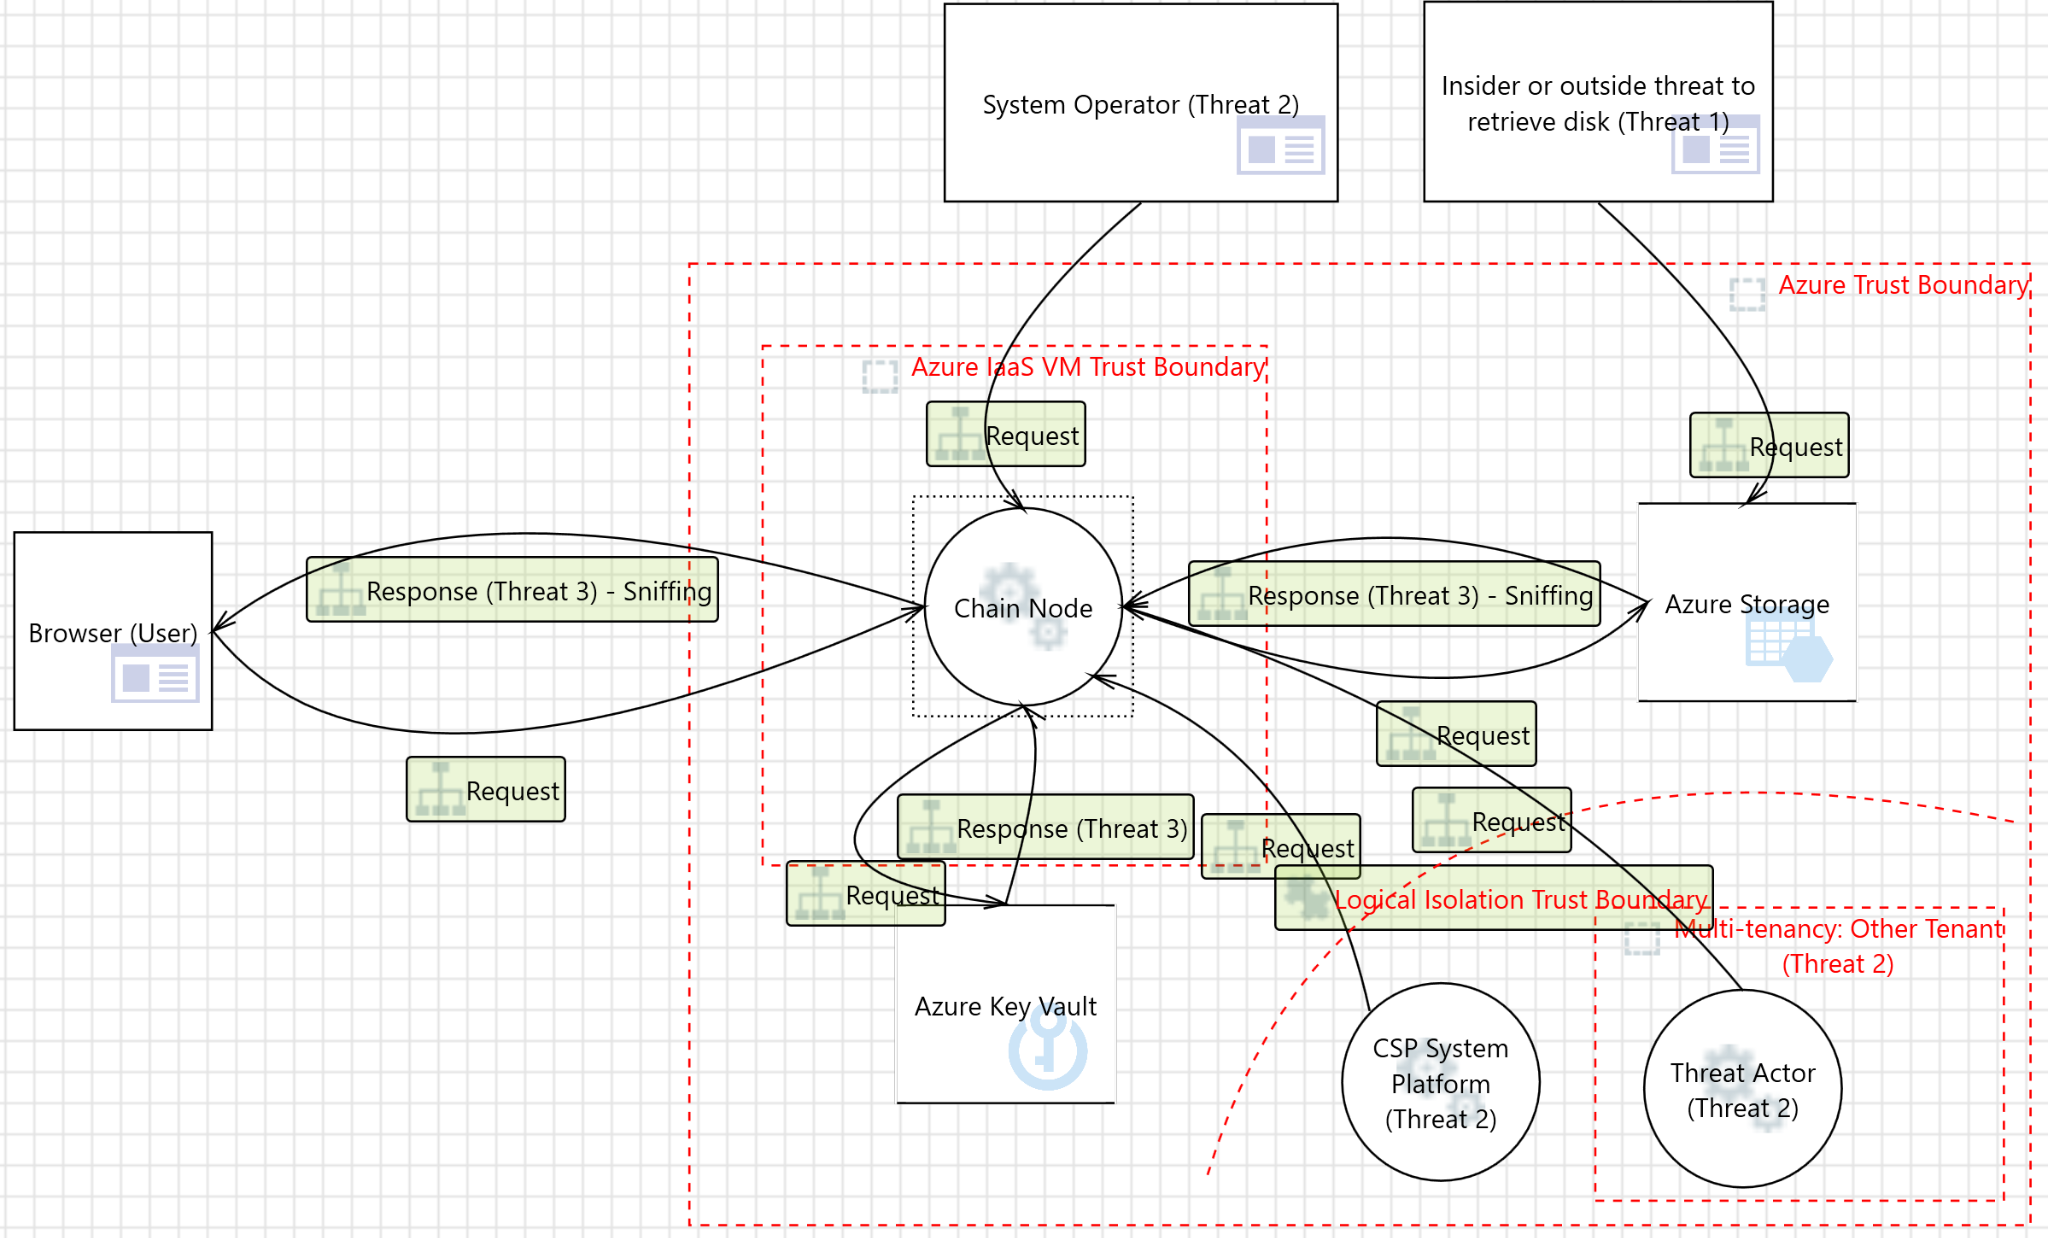 System Operator (Threat 2)
Insider or outside threat to
retrieve disk (Threat 1)
Azure Trust Boundary
Azure IaaS VM Trust Boundary
Request
Request
Response (Threat 3) - Sniffing
Response (Threat 3) - Sniffing
Browser (User)
Chain Node
Azure Storage
Request
Request
Request
Response (Threat 3)
Request
Request
Logical Isolation Trust Boundary
Multi-tenancy: Other Tenant
(Threat 2)
Azure Key Vault
CSP System
Platform
(Threat 2)
Threat Actor
(Threat 2)